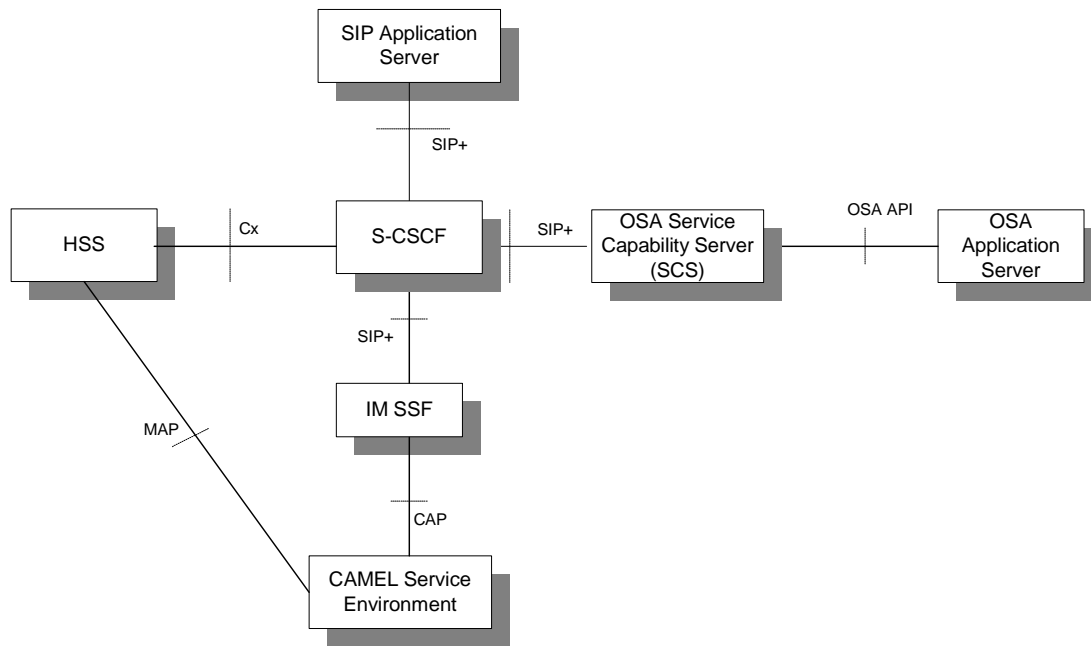 SIP Application
Server
SIP+
HSS
Cx
S-CSCF
SIP+
OSA Service
Capability Server
(SCS)
OSA API
OSA
Application
Server
SIP+
IM SSF
MAP
CAP
CAMEL Service
Environment